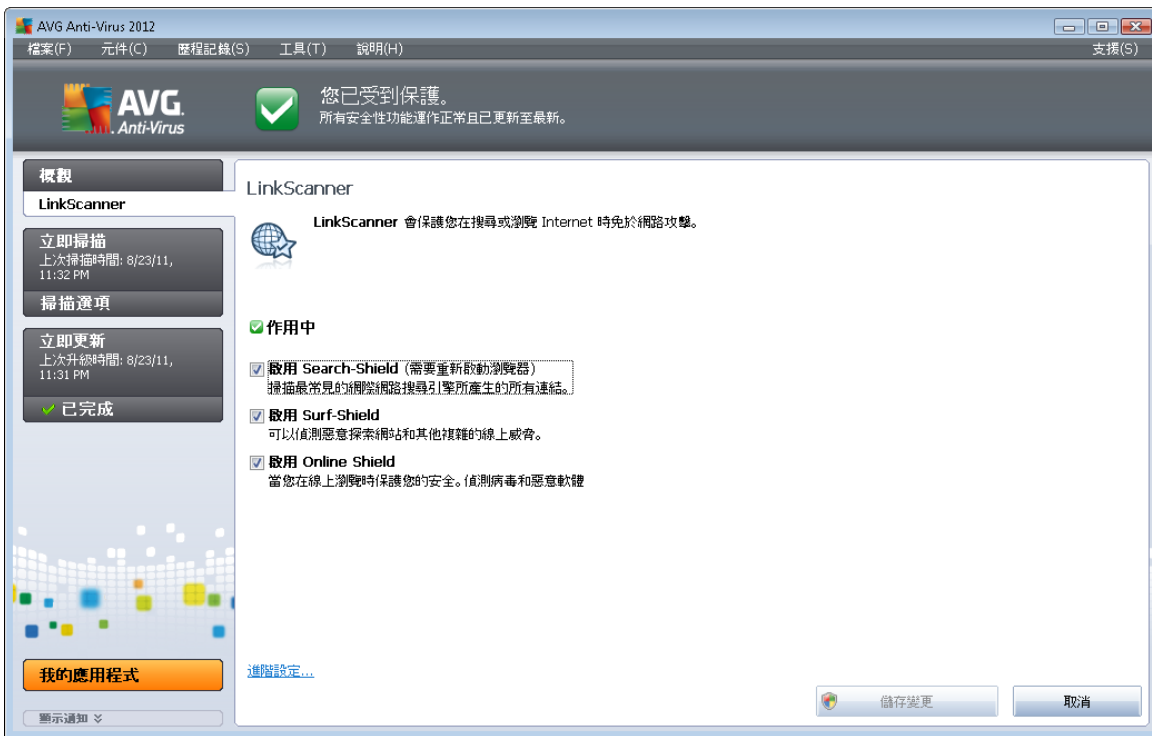 AVG Anti-Virus 2012
檔案(F) 元件(C) 歷程記錄(S) 工具(T) 說明(H) 支援(S)
AVG.
Anti-Virus
您已受到保護。
所有安全性功能運作正常且已更新至最新。
概觀
LinkScanner
立即掃描
上次掃描時間: 8/23/11,
11:32 PM
掃描選項
立即更新
上次升級時間: 8/23/11,
11:31 PM
已完成
我的應用程式
顯示通知
LinkScanner
LinkScanner 會保護您在搜尋或瀏覽 Internet 時免於網路攻擊。
作用中
啟用 Search-Shield (需要重新啟動瀏覽器)
掃描最常見的網際網路搜尋引擎所產生的所有連結。
啟用 Surf-Shield
可以偵測惡意探索網站和其他複雜的線上威脅。
啟用 Online Shield
當您在線上瀏覽時保護您的安全。偵測病毒和惡意軟體
進階設定...
儲存變更
取消